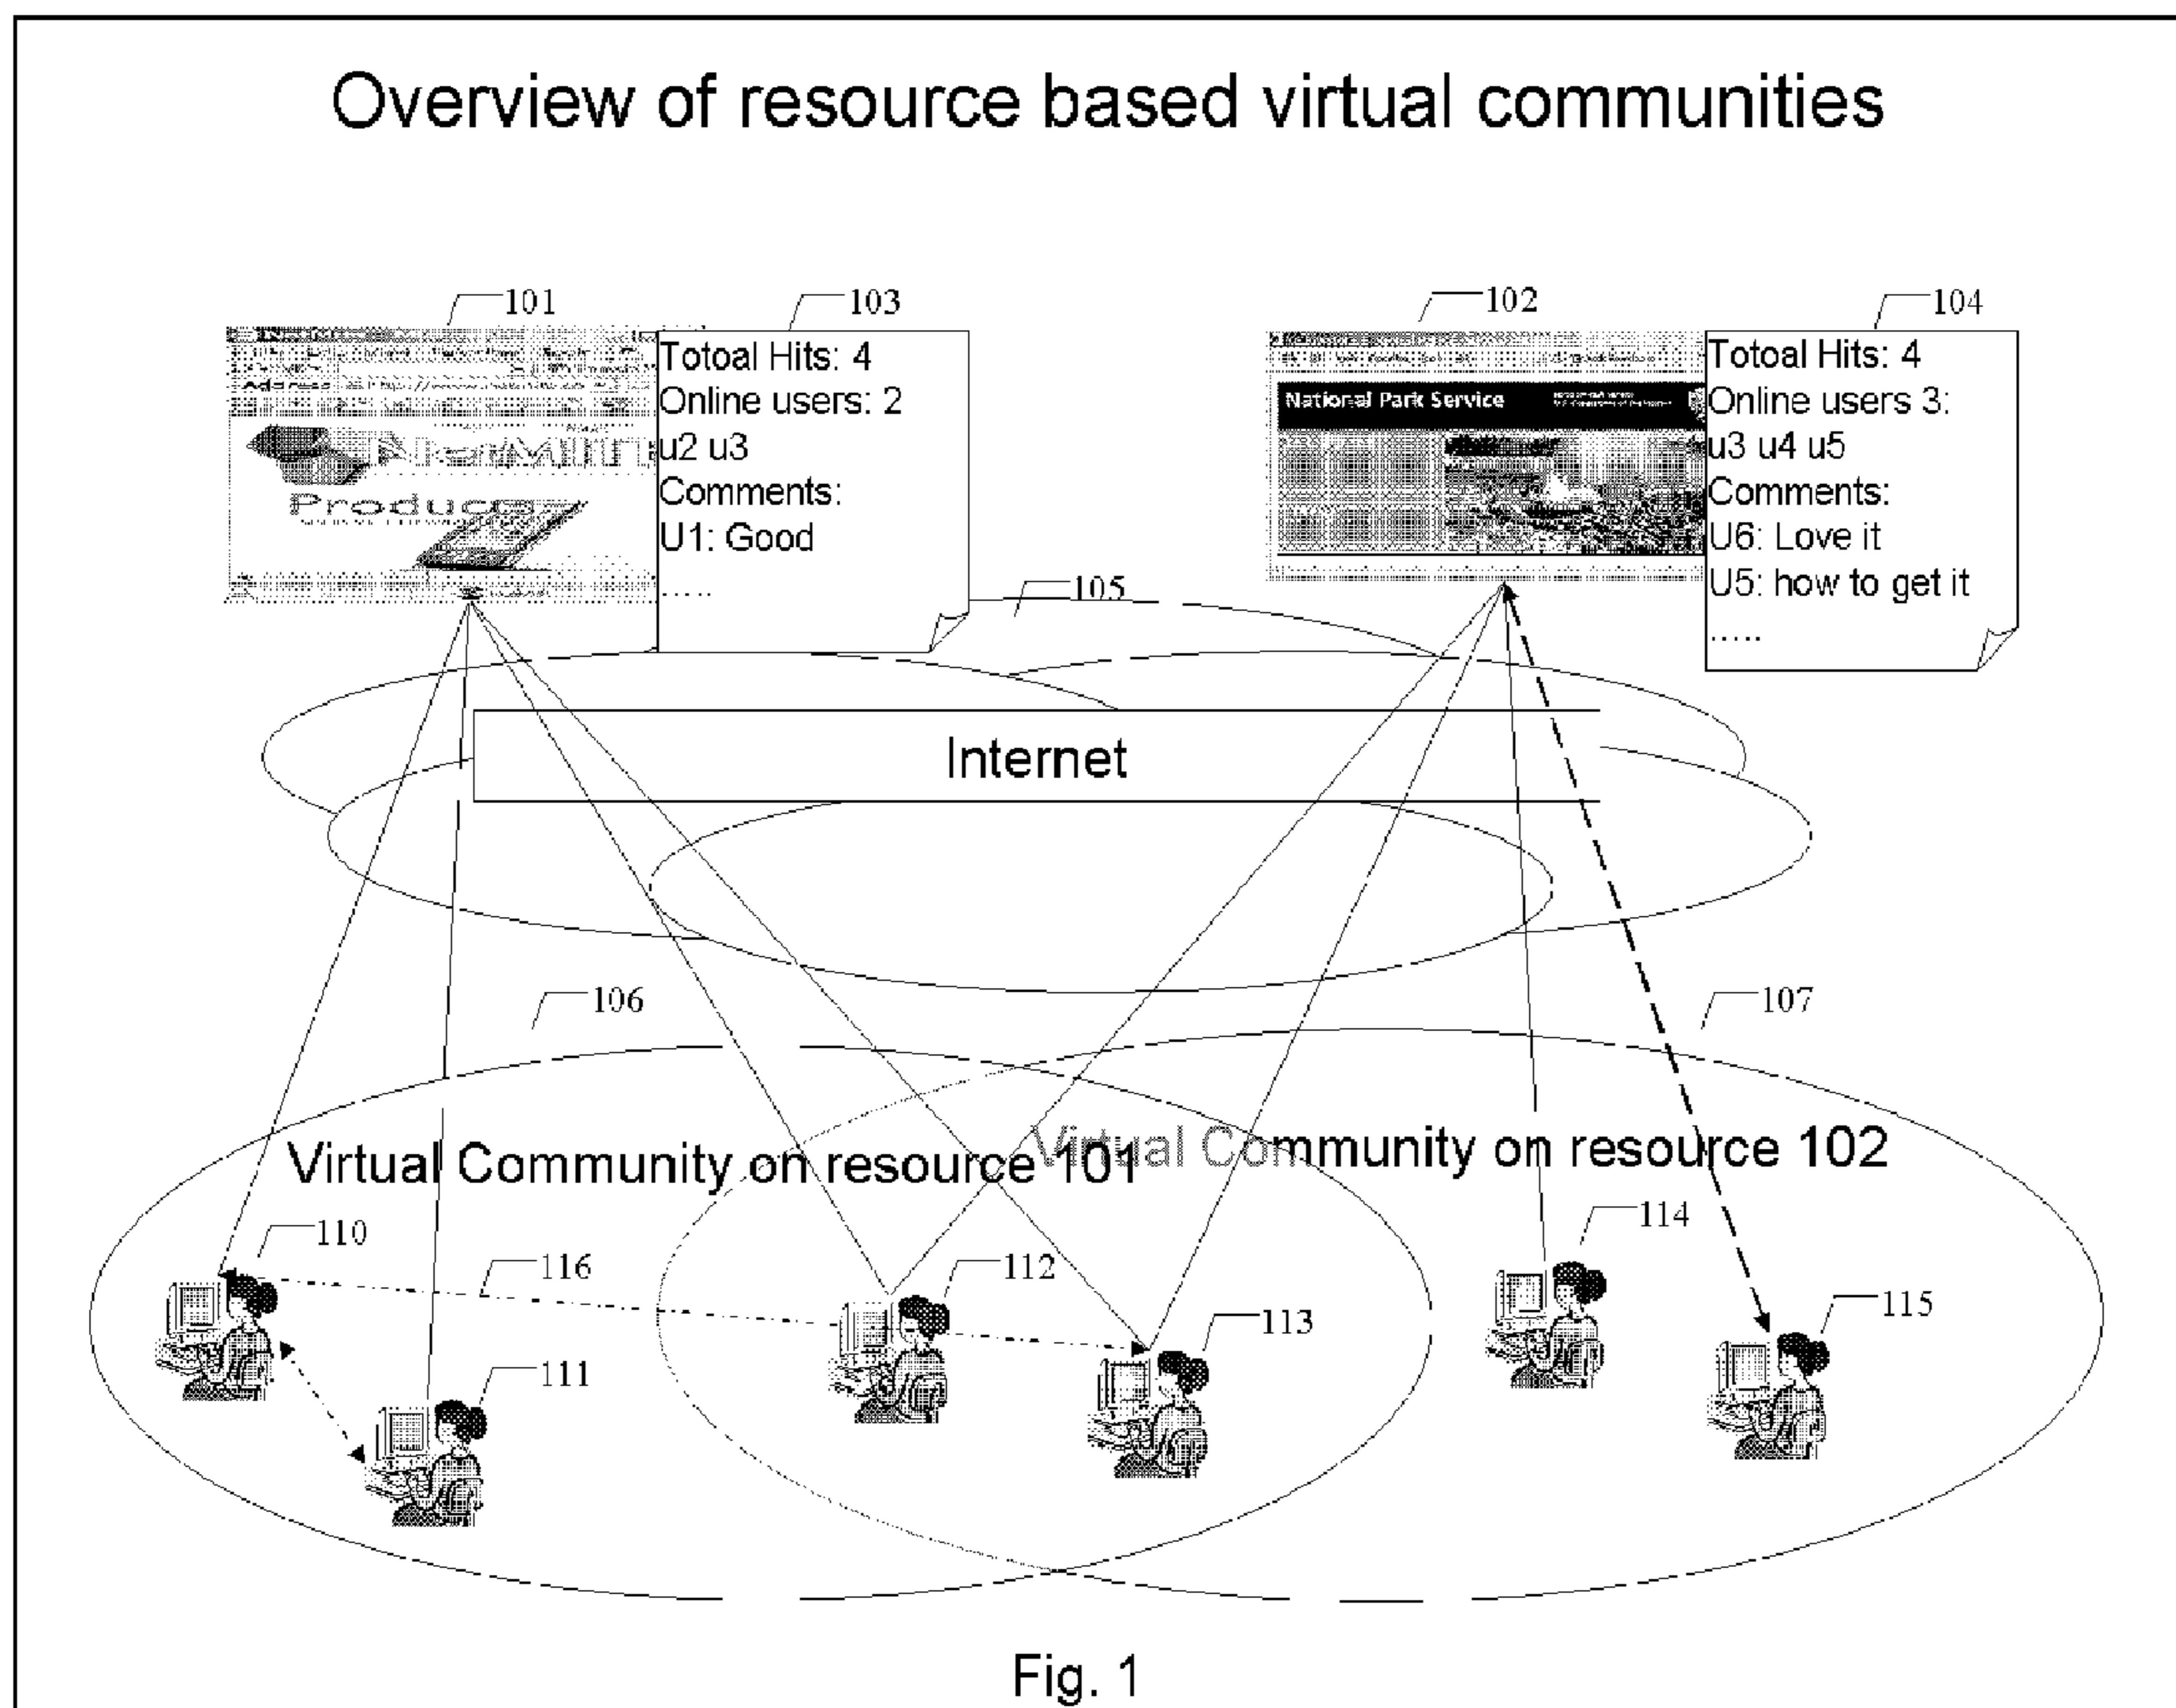 Overview of resource based virtual communities
101
103
102
104
Totoal Hits: 4
Online users: 2
u2 u3
Comments:
U1: Good
.....
Address
Products
National Park Service
Totoal Hits: 4
Online users 3:
u3 u4 u5
Comments:
U6: Love it
U5: how to get it
.....
105
Internet
106
107
Virtual Community on resource 101
Virtual Community on resource 102
110
116
112
114
111
113
115
Fig. 1